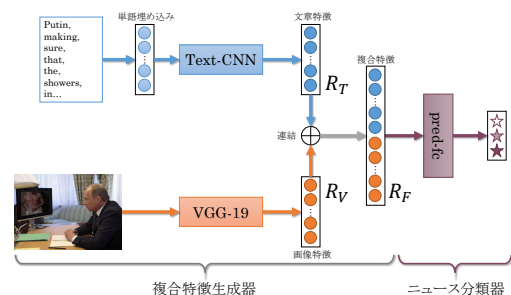 Putin,
making,
sure,
that,
the,
showers,
in…
単語埋め込み
Text-CNN
文章特徴
R_T
連結
複合特徴
R_F
pred-fc
VGG-19
R_V
画像特徴
複合特徴生成器
ニュース分類器